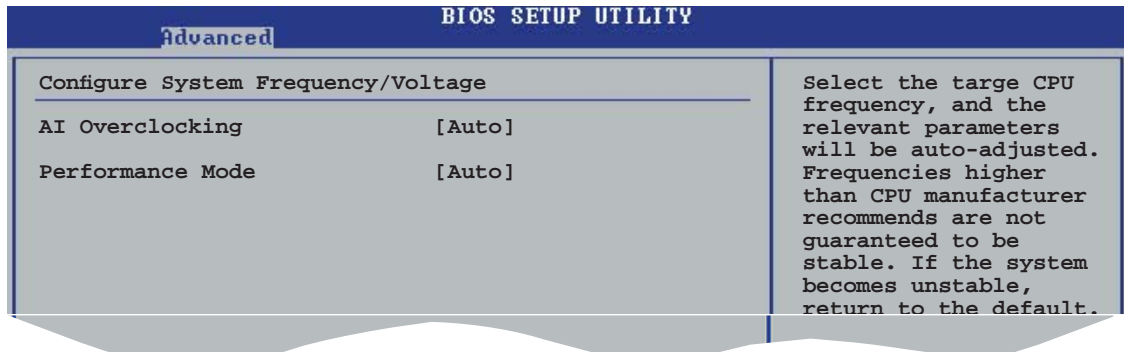 BIOS SETUP UTILITY
Advanced
Configure System Frequency/Voltage
AI Overclocking [Auto]
Performance Mode [Auto]
Select the targe CPU
frequency, and the
relevant parameters
will be auto-adjusted.
Frequencies higher
than CPU manufacturer
recommends are not
guaranteed to be
stable. If the system
becomes unstable,
return to the default.